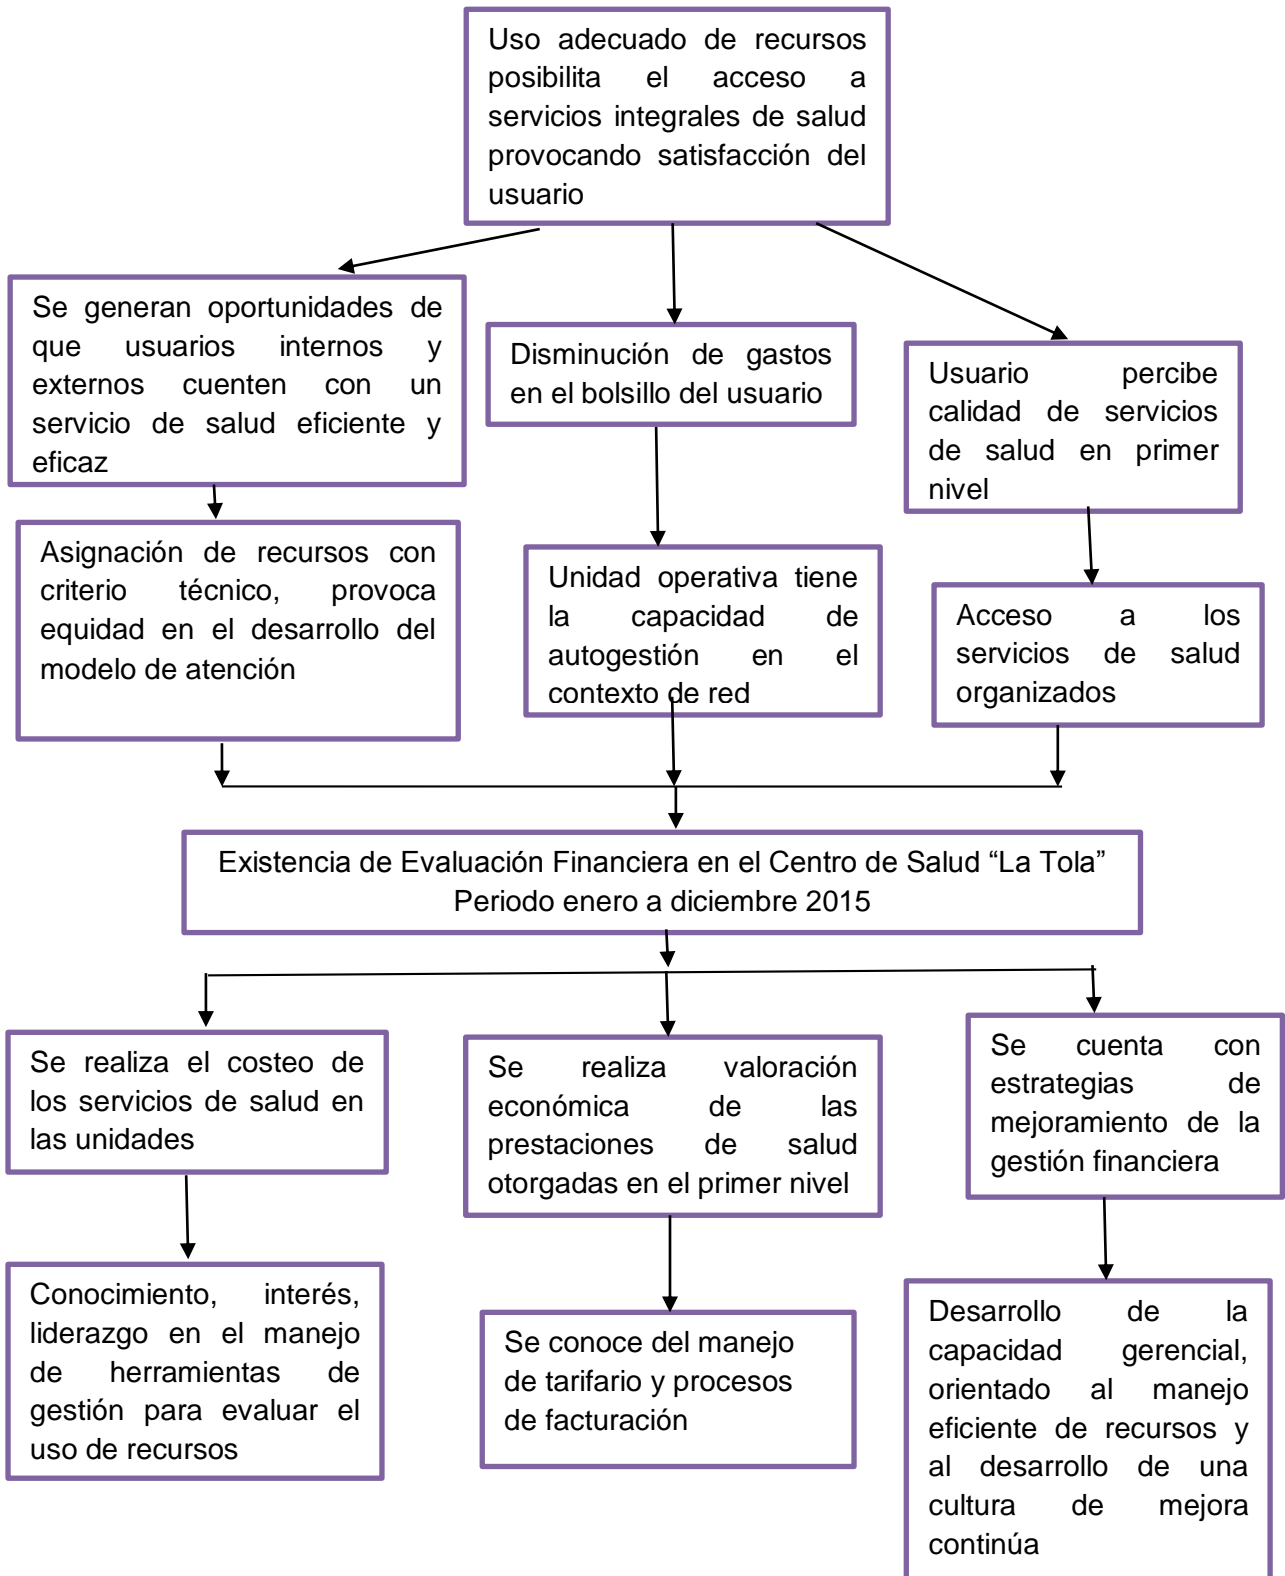 Uso adecuado de recursos
posibilita el acceso a
servicios integrales de salud
provocando satisfacción del
usuario
Se generan oportunidades de
que usuarios internos y
externos cuenten con un
servicio de salud eficiente y
eficaz
Disminución de gastos
en el bolsillo del usuario
Usuario percibe
calidad de servicios
de salud en primer
nivel
Asignación de recursos con
criterio técnico, provoca
equidad en el desarrollo del
modelo de atención
Unidad operativa tiene
la capacidad de
autogestión en el
contexto de red
Acceso a los
servicios de salud
organizados
Existencia de Evaluación Financiera en el Centro de Salud “La Tola”
Periodo enero a diciembre 2015
Se realiza el costeo de
los servicios de salud en
las unidades
Se realiza valoración
económica de las
prestaciones de salud
otorgadas en el primer nivel
Se cuenta con
estrategias de
mejoramiento de la
gestión financiera
Conocimiento, interés,
liderazgo en el manejo
de herramientas de
gestión para evaluar el
uso de recursos
Se conoce del manejo
de tarifario y procesos
de facturación
Desarrollo de la
capacidad gerencial,
orientado al manejo
eficiente de recursos y
al desarrollo de una
cultura de mejora
continúa